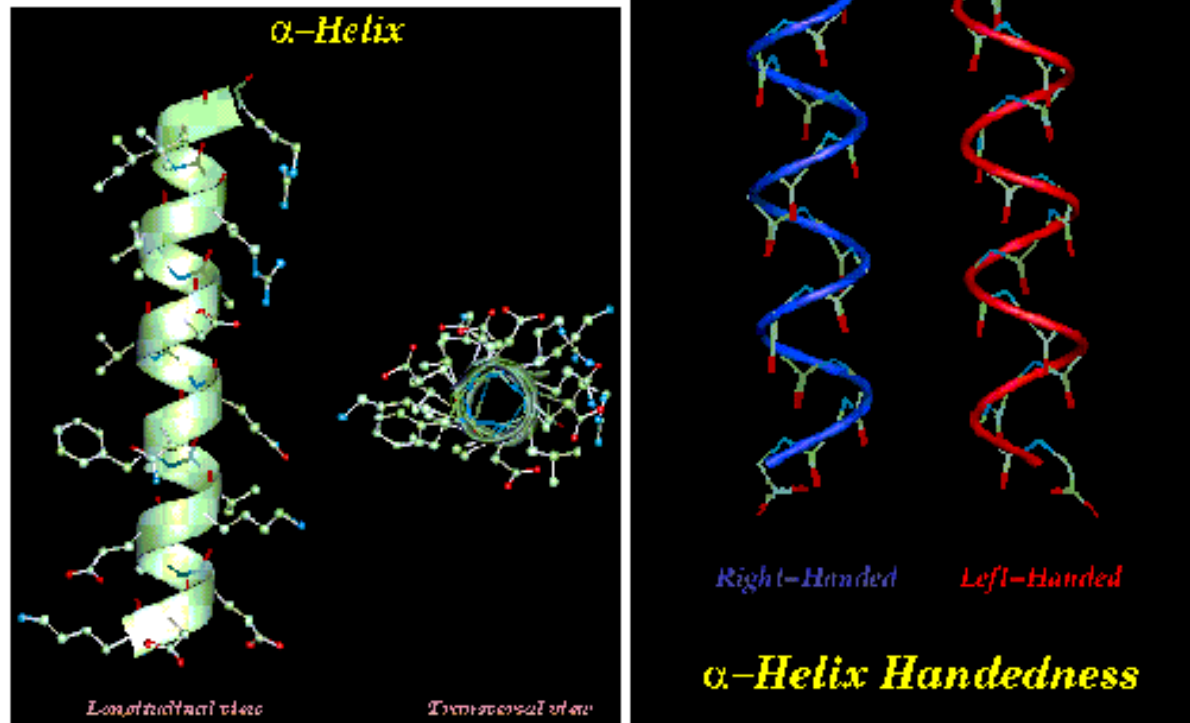 α–Helix
Longitudinal view
Transversal view
Right–Handed
Left–Handed
α–Helix Handedness